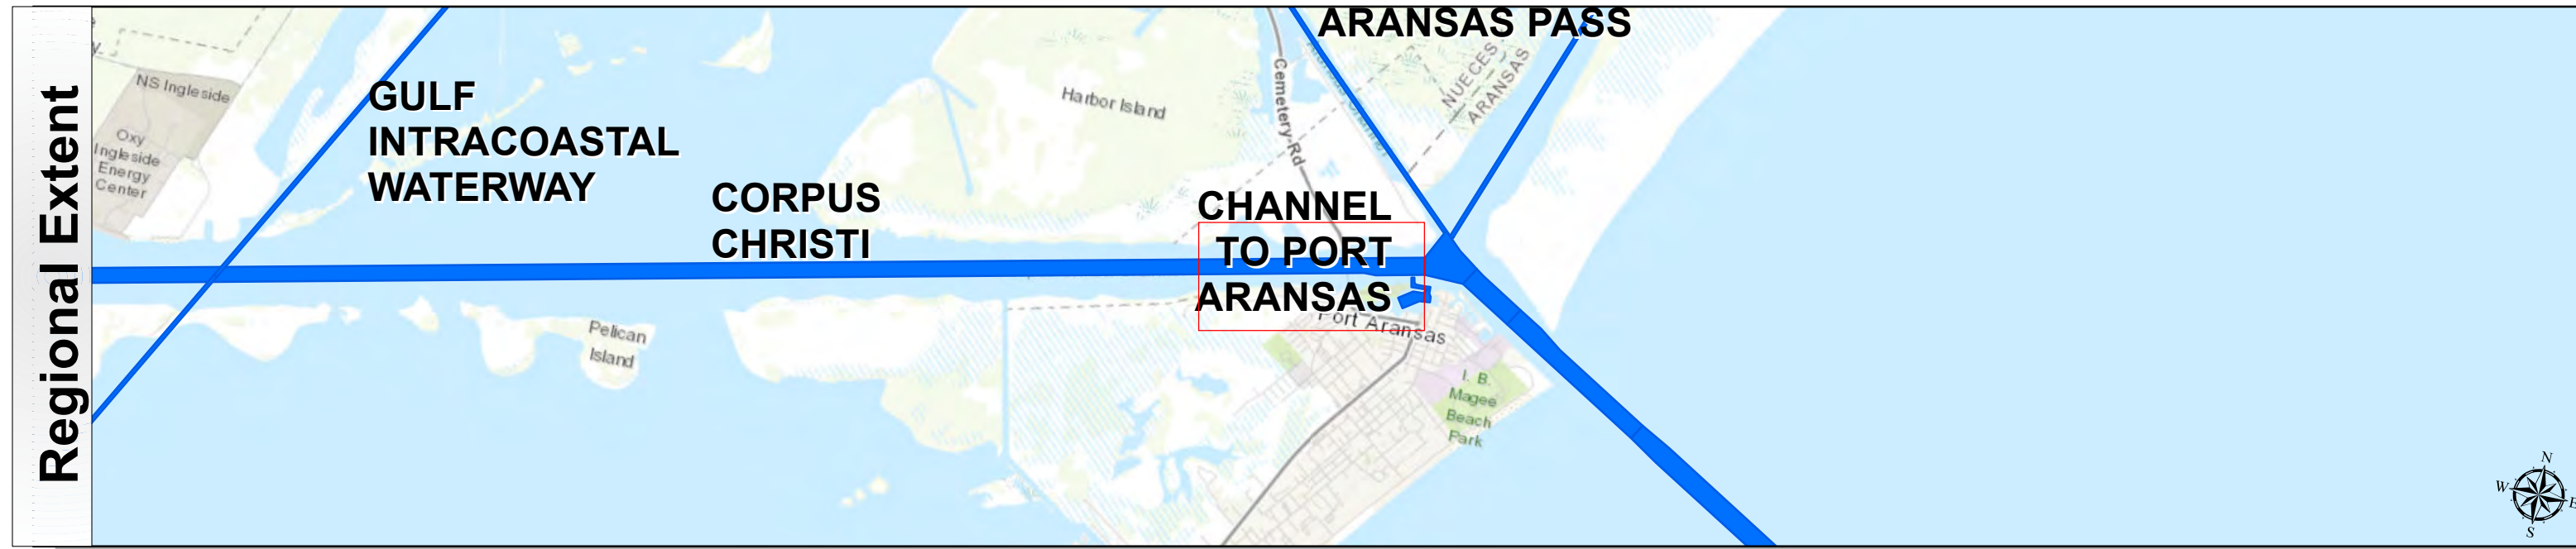 Regional Extent
ARANSAS PASS
NS Ingleside
Oxy
Ingleside
Energy
Center
GULF
INTRACOASTAL
WATERWAY
CORPUS
CHRISTI
Harbor Island
Cemetery Rd
NUECES
ARANSAS
CHANNEL
TO PORT
ARANSAS
Port Aransas
Pelican
Island
I. B.
Magee
Beach
Park
N
W
E
S